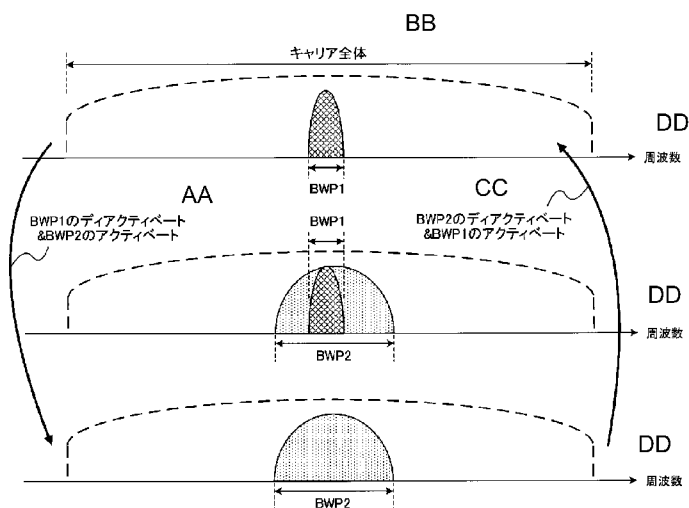 BB
キャリア全体
DD
周波数
BWP1
AA
CC
BWP1のディアクティベート
&BWP2のアクティベート
BWP1
BWP2のディアクティベート
&BWP1のアクティベート
DD
周波数
BWP2
DD
周波数
BWP2